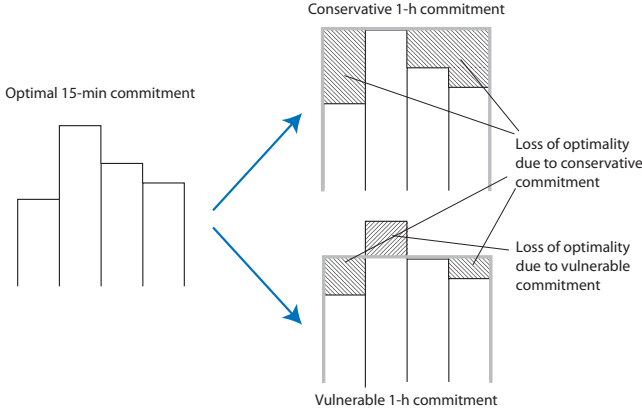 Conservative 1-h commitment
Optimal 15-min commitment
Loss of optimality
due to conservative
commitment
Loss of optimality
due to vulnerable
commitment
Vulnerable 1-h commitment